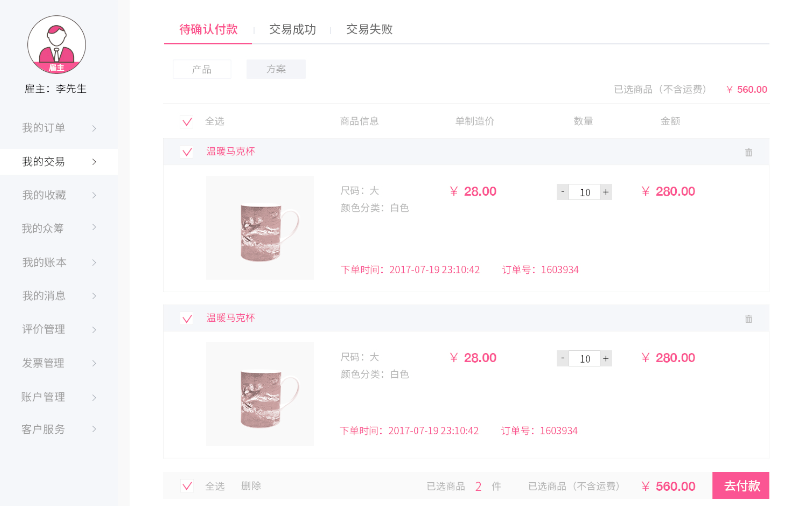 雇主
雇主：李先生
我的订单
我的交易
我的收藏
我的众筹
我的账本
我的消息
评价管理
发票管理
账户管理
客户服务
待确认付款 交易成功 交易失败
产品 方案
已选商品（不含运费） ￥ 560.00
全选 商品信息 单制造价 数量 金额
温暖马克杯
尺码：大 ￥ 28.00 - 10 + ￥ 280.00
颜色分类：白色
下单时间：2017-07-19 23:10:42 订单号：1603934
温暖马克杯
尺码：大 ￥ 28.00 - 10 + ￥ 280.00
颜色分类：白色
下单时间：2017-07-19 23:10:42 订单号：1603934
全选 删除 已选商品 2 件 已选商品（不含运费） ￥ 560.00 去付款